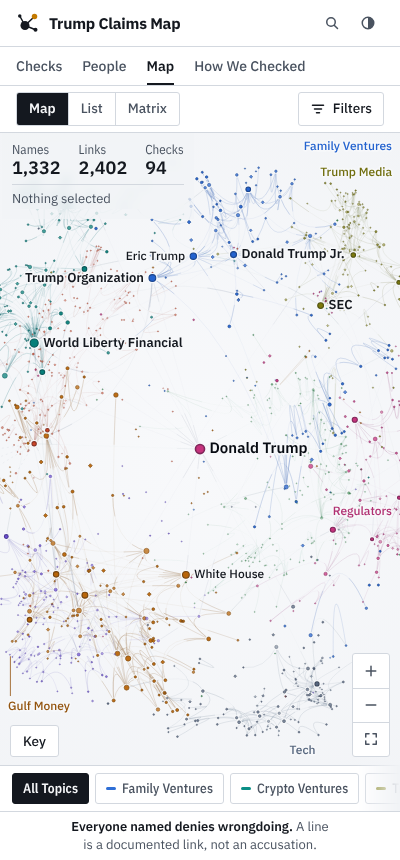 Trump Claims Map
Checks People Map How We Checked
Map List Matrix Filters
Names Links Checks
1,332 2,402 94
Nothing selected
Family Ventures
Trump Media
Eric Trump
Donald Trump Jr.
Trump Organization
SEC
World Liberty Financial
Donald Trump
Regulators
White House
Gulf Money
Key
Tech
All Topics Family Ventures Crypto Ventures
Everyone named denies wrongdoing. A line
is a documented link, not an accusation.